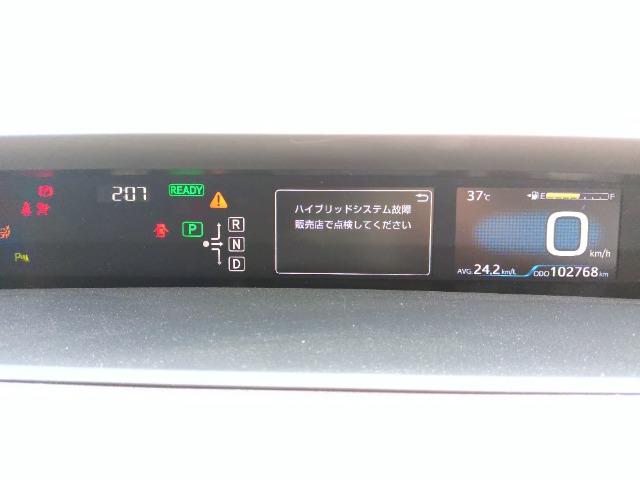 2:07
READY
P
R
N
D
ハイブリッドシステム故障
販売店で点検してください
37℃
E F
0
km/h
AVG. 24.2 km/L
ODO 102768 km